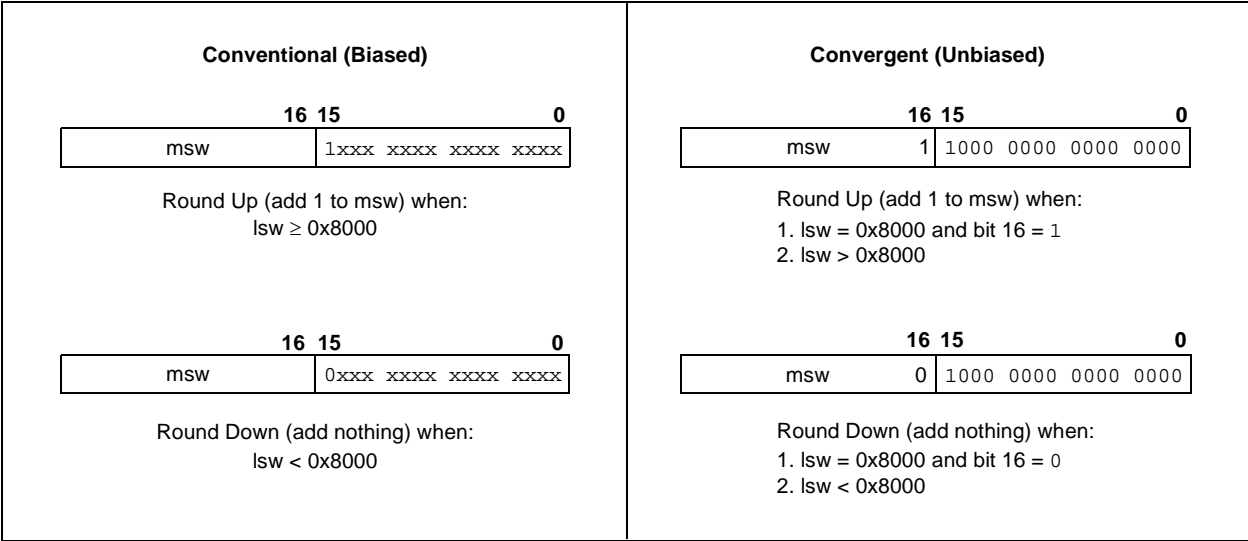 Conventional (Biased)
16 15 0
msw 1xxx xxxx xxxx xxxx
Round Up (add 1 to msw) when:
lsw ≥ 0x8000
16 15 0
msw 0xxx xxxx xxxx xxxx
Round Down (add nothing) when:
lsw < 0x8000
Convergent (Unbiased)
16 15 0
msw 1 1000 0000 0000 0000
Round Up (add 1 to msw) when:
1. lsw = 0x8000 and bit 16 = 1
2. lsw > 0x8000
16 15 0
msw 0 1000 0000 0000 0000
Round Down (add nothing) when:
1. lsw = 0x8000 and bit 16 = 0
2. lsw < 0x8000